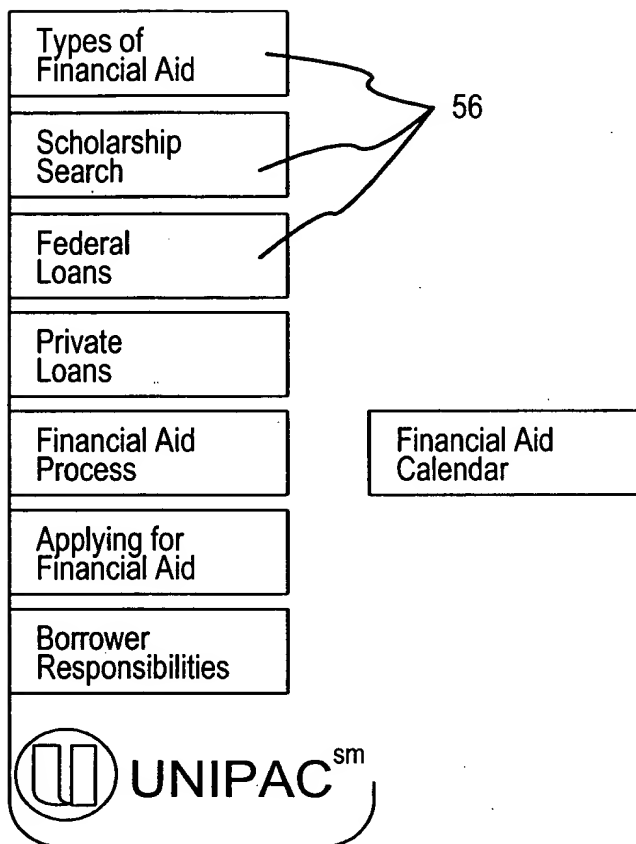 Types of
Financial Aid
56
Scholarship
Search
Federal
Loans
Private
Loans
Financial Aid
Process
Financial Aid
Calendar
Applying for
Financial Aid
Borrower
Responsibilities
UNIPAC sm